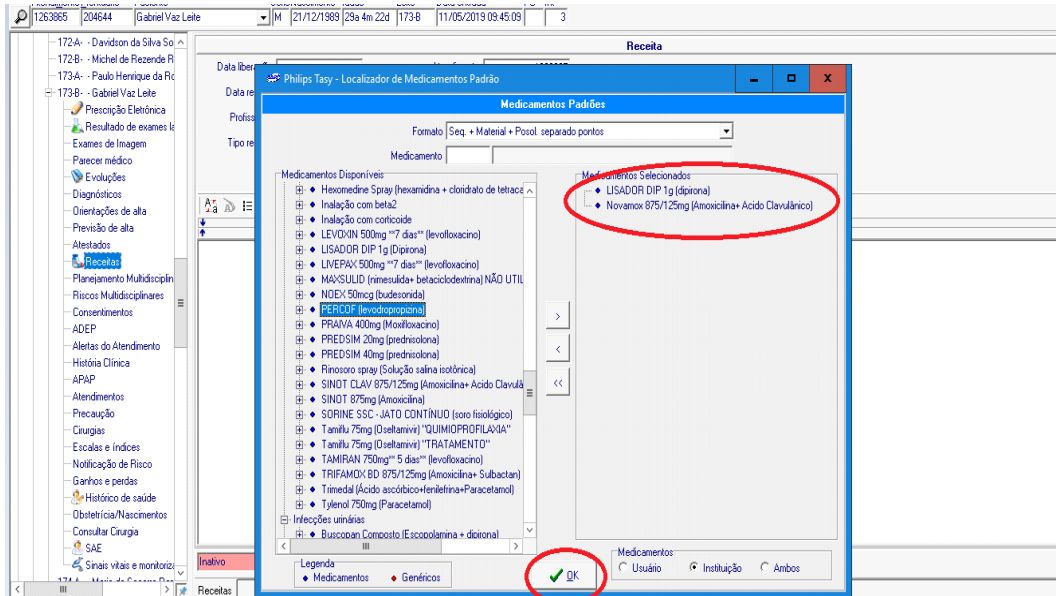 1263865 204644 Gabriel Vaz Leite M 21/12/1989 29a 4m 22d 173-B 11/05/2019 09:45:09 3
172-A- - Davidson da Silva So
172-B- - Michel de Rezende R
173-A- - Paulo Henrique da Ro
173-B- - Gabriel Vaz Leite
Prescrição Eletrônica
Resultado de exames la
Exames de Imagem
Parecer médico
Evoluções
Diagnósticos
Orientações de alta
Previsão de alta
Atestados
Receitas
Planejamento Multidisciplin
Riscos Multidisciplinares
Consentimentos
ADEP
Alertas do Atendimento
História Clínica
APAP
Atendimentos
Precaução
Cirurgias
Escalas e índices
Notificação de Risco
Ganhos e perdas
Histórico de saúde
Obstetrícia/Nascimentos
Consultar Cirurgia
SAE
Sinais vitais e monitoriza
Receita
Data liber
Data re
Profiss
Tipo re
Inativo
Receitas
Philips Tasy - Localizador de Medicamentos Padrão
Medicamentos Padrões
Formato Seq. + Material + Posol. separado pontos
Medicamento
Medicamentos Disponíveis
Hexomedine Spray (hexamidina + cloridrato de tetraca
Inalação com beta2
Inalação com corticoide
LEVOXIN 500mg **7 dias** (levofloxacino)
LISADOR DIP 1g (Dipirona)
LIVEPAX 500mg **7 dias** (levofloxacino)
MAXSULID (nimesulida+ betaciclodextrina) NÃO UTIL
NOEX 50mcg (budesonida)
PERCOF (levodropropizina)
PRAIVA 400mg (Moxifloxacino)
PREDSIM 20mg (prednisolona)
PREDSIM 40mg (prednisolona)
Rinosoro spray (Solução salina isotônica)
SINOT CLAV 875/125mg (Amoxicilina+ Acido Clavulâ
SINOT 875mg (Amoxicilina)
SORINE SSC - JATO CONTÍNUO (soro fisiológico)
Tamiflu 75mg (Oseltamivir) "QUIMIOPROFILAXIA"
Tamiflu 75mg (Oseltamivir) "TRATAMENTO"
TAMIRAN 750mg** 5 dias** (levofloxacino)
TRIFAMOX BD 875/125mg (Amoxicilina+ Sulbactan)
Trimedal (Ácido ascórbico+fenilefrina+Paracetamol)
Tylenol 750mg (Paracetamol)
Infecções urinárias
Buscopan Composto (Escopolamina + dipirona)
Medicamentos Selecionados
LISADOR DIP 1g (dipirona)
Novamox 875/125mg (Amoxicilina+ Acido Clavulânico)
>
<
<<
Legenda
Medicamentos Genéricos
OK
Medicamentos
Usuário Instituição Ambos